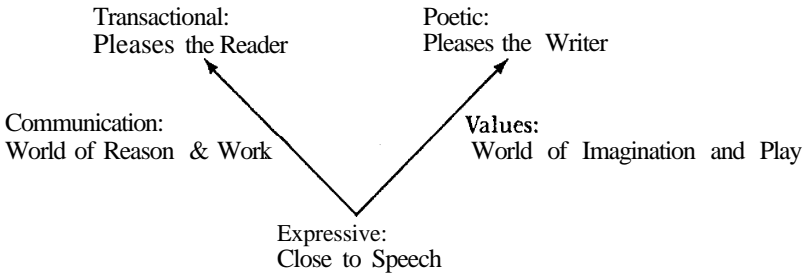 Transactional:
Pleases the Reader
Poetic:
Pleases the Writer
Communication:
World of Reason & Work
Values:
World of Imagination and Play
Expressive:
Close to Speech